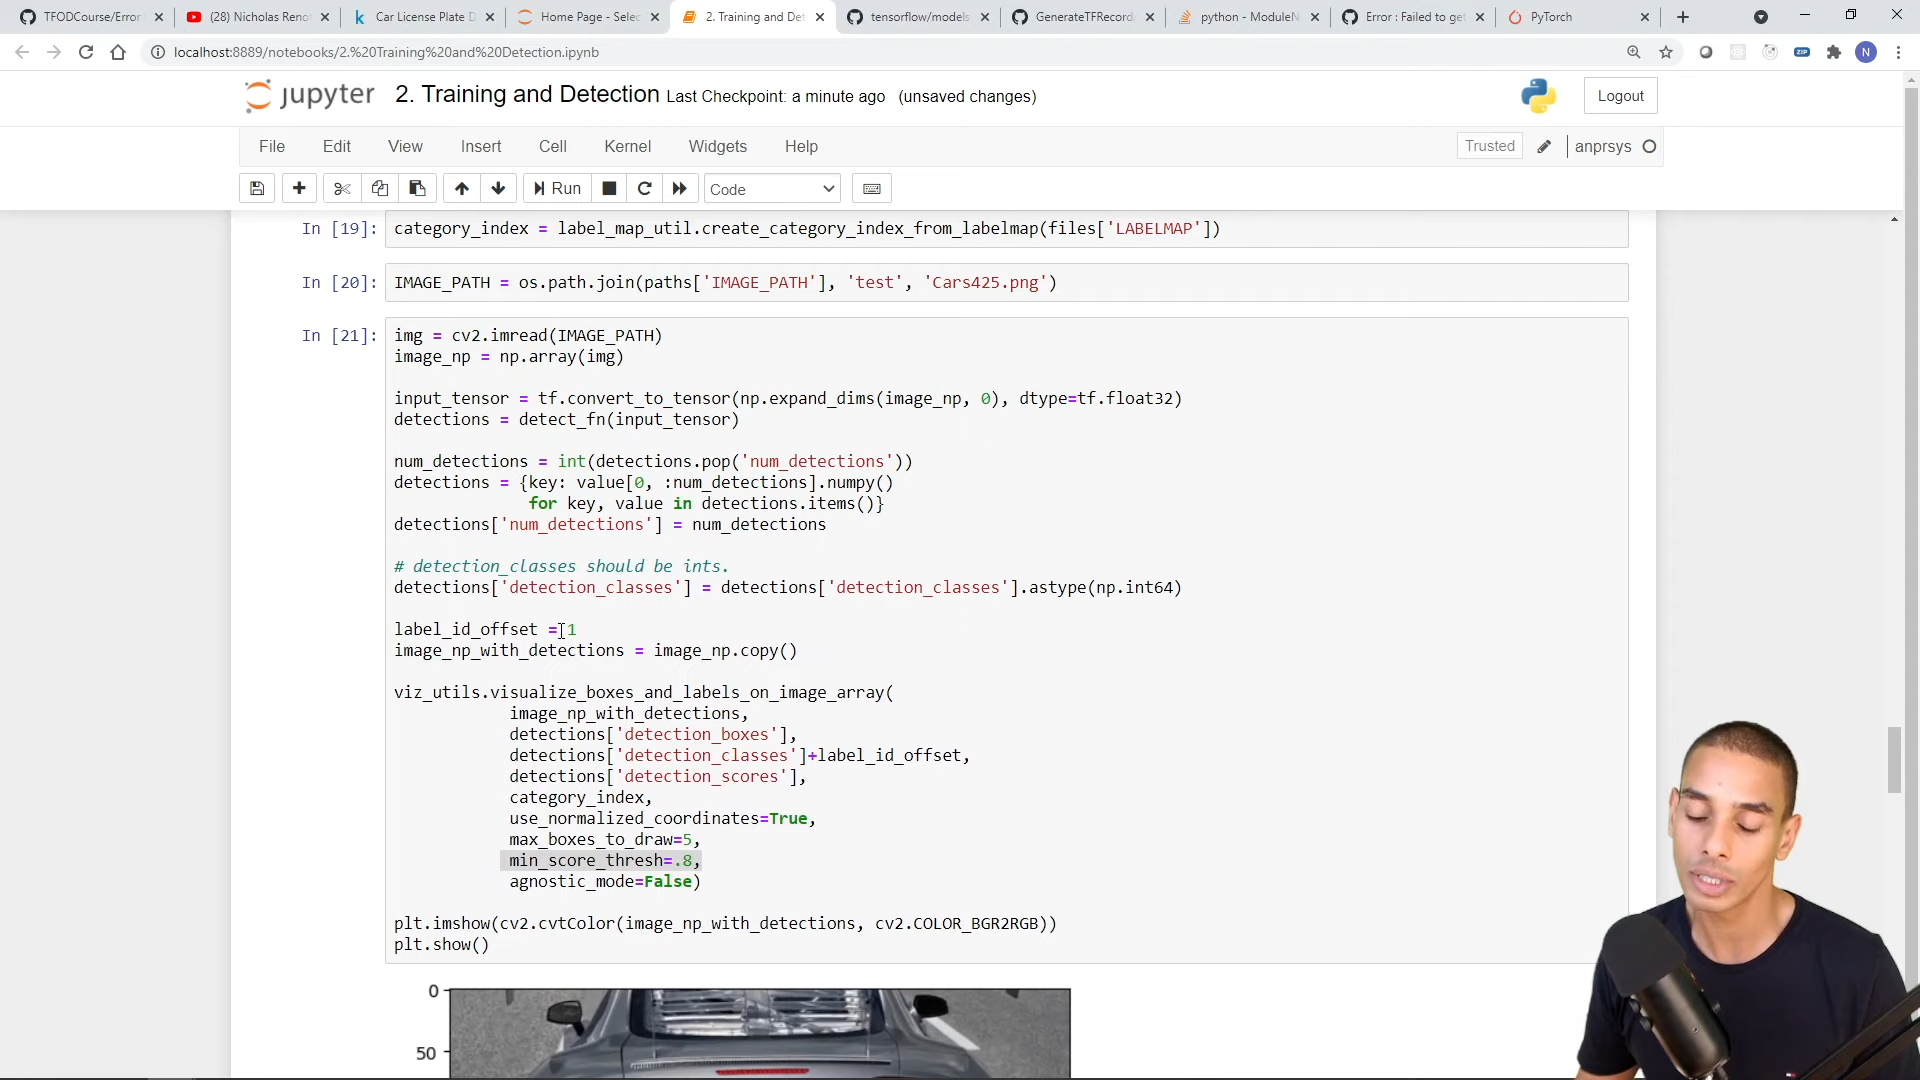 TFODCourse/Error
(28) Nicholas Reno
Car License Plate D
Home Page - Selec
2. Training and Det
tensorflow/models
GenerateTFRecord
python - ModuleN
Error : Failed to get
PyTorch
localhost:8889/notebooks/2.%20Training%20and%20Detection.ipynb
ZIP
N
jupyter
2. Training and Detection Last Checkpoint: a minute ago (unsaved changes)
Logout
File Edit View Insert Cell Kernel Widgets Help
Trusted
anprsys
Run
Code
In [19]: category_index = label_map_util.create_category_index_from_labelmap(files['LABELMAP'])
In [20]: IMAGE_PATH = os.path.join(paths['IMAGE_PATH'], 'test', 'Cars425.png')
In [21]: img = cv2.imread(IMAGE_PATH)
image_np = np.array(img)
input_tensor = tf.convert_to_tensor(np.expand_dims(image_np, 0), dtype=tf.float32)
detections = detect_fn(input_tensor)
num_detections = int(detections.pop('num_detections'))
detections = {key: value[0, :num_detections].numpy()
for key, value in detections.items()}
detections['num_detections'] = num_detections
# detection_classes should be ints.
detections['detection_classes'] = detections['detection_classes'].astype(np.int64)
label_id_offset = 1
image_np_with_detections = image_np.copy()
viz_utils.visualize_boxes_and_labels_on_image_array(
image_np_with_detections,
detections['detection_boxes'],
detections['detection_classes']+label_id_offset,
detections['detection_scores'],
category_index,
use_normalized_coordinates=True,
max_boxes_to_draw=5,
min_score_thresh=.8,
agnostic_mode=False)
plt.imshow(cv2.cvtColor(image_np_with_detections, cv2.COLOR_BGR2RGB))
plt.show()
0
50